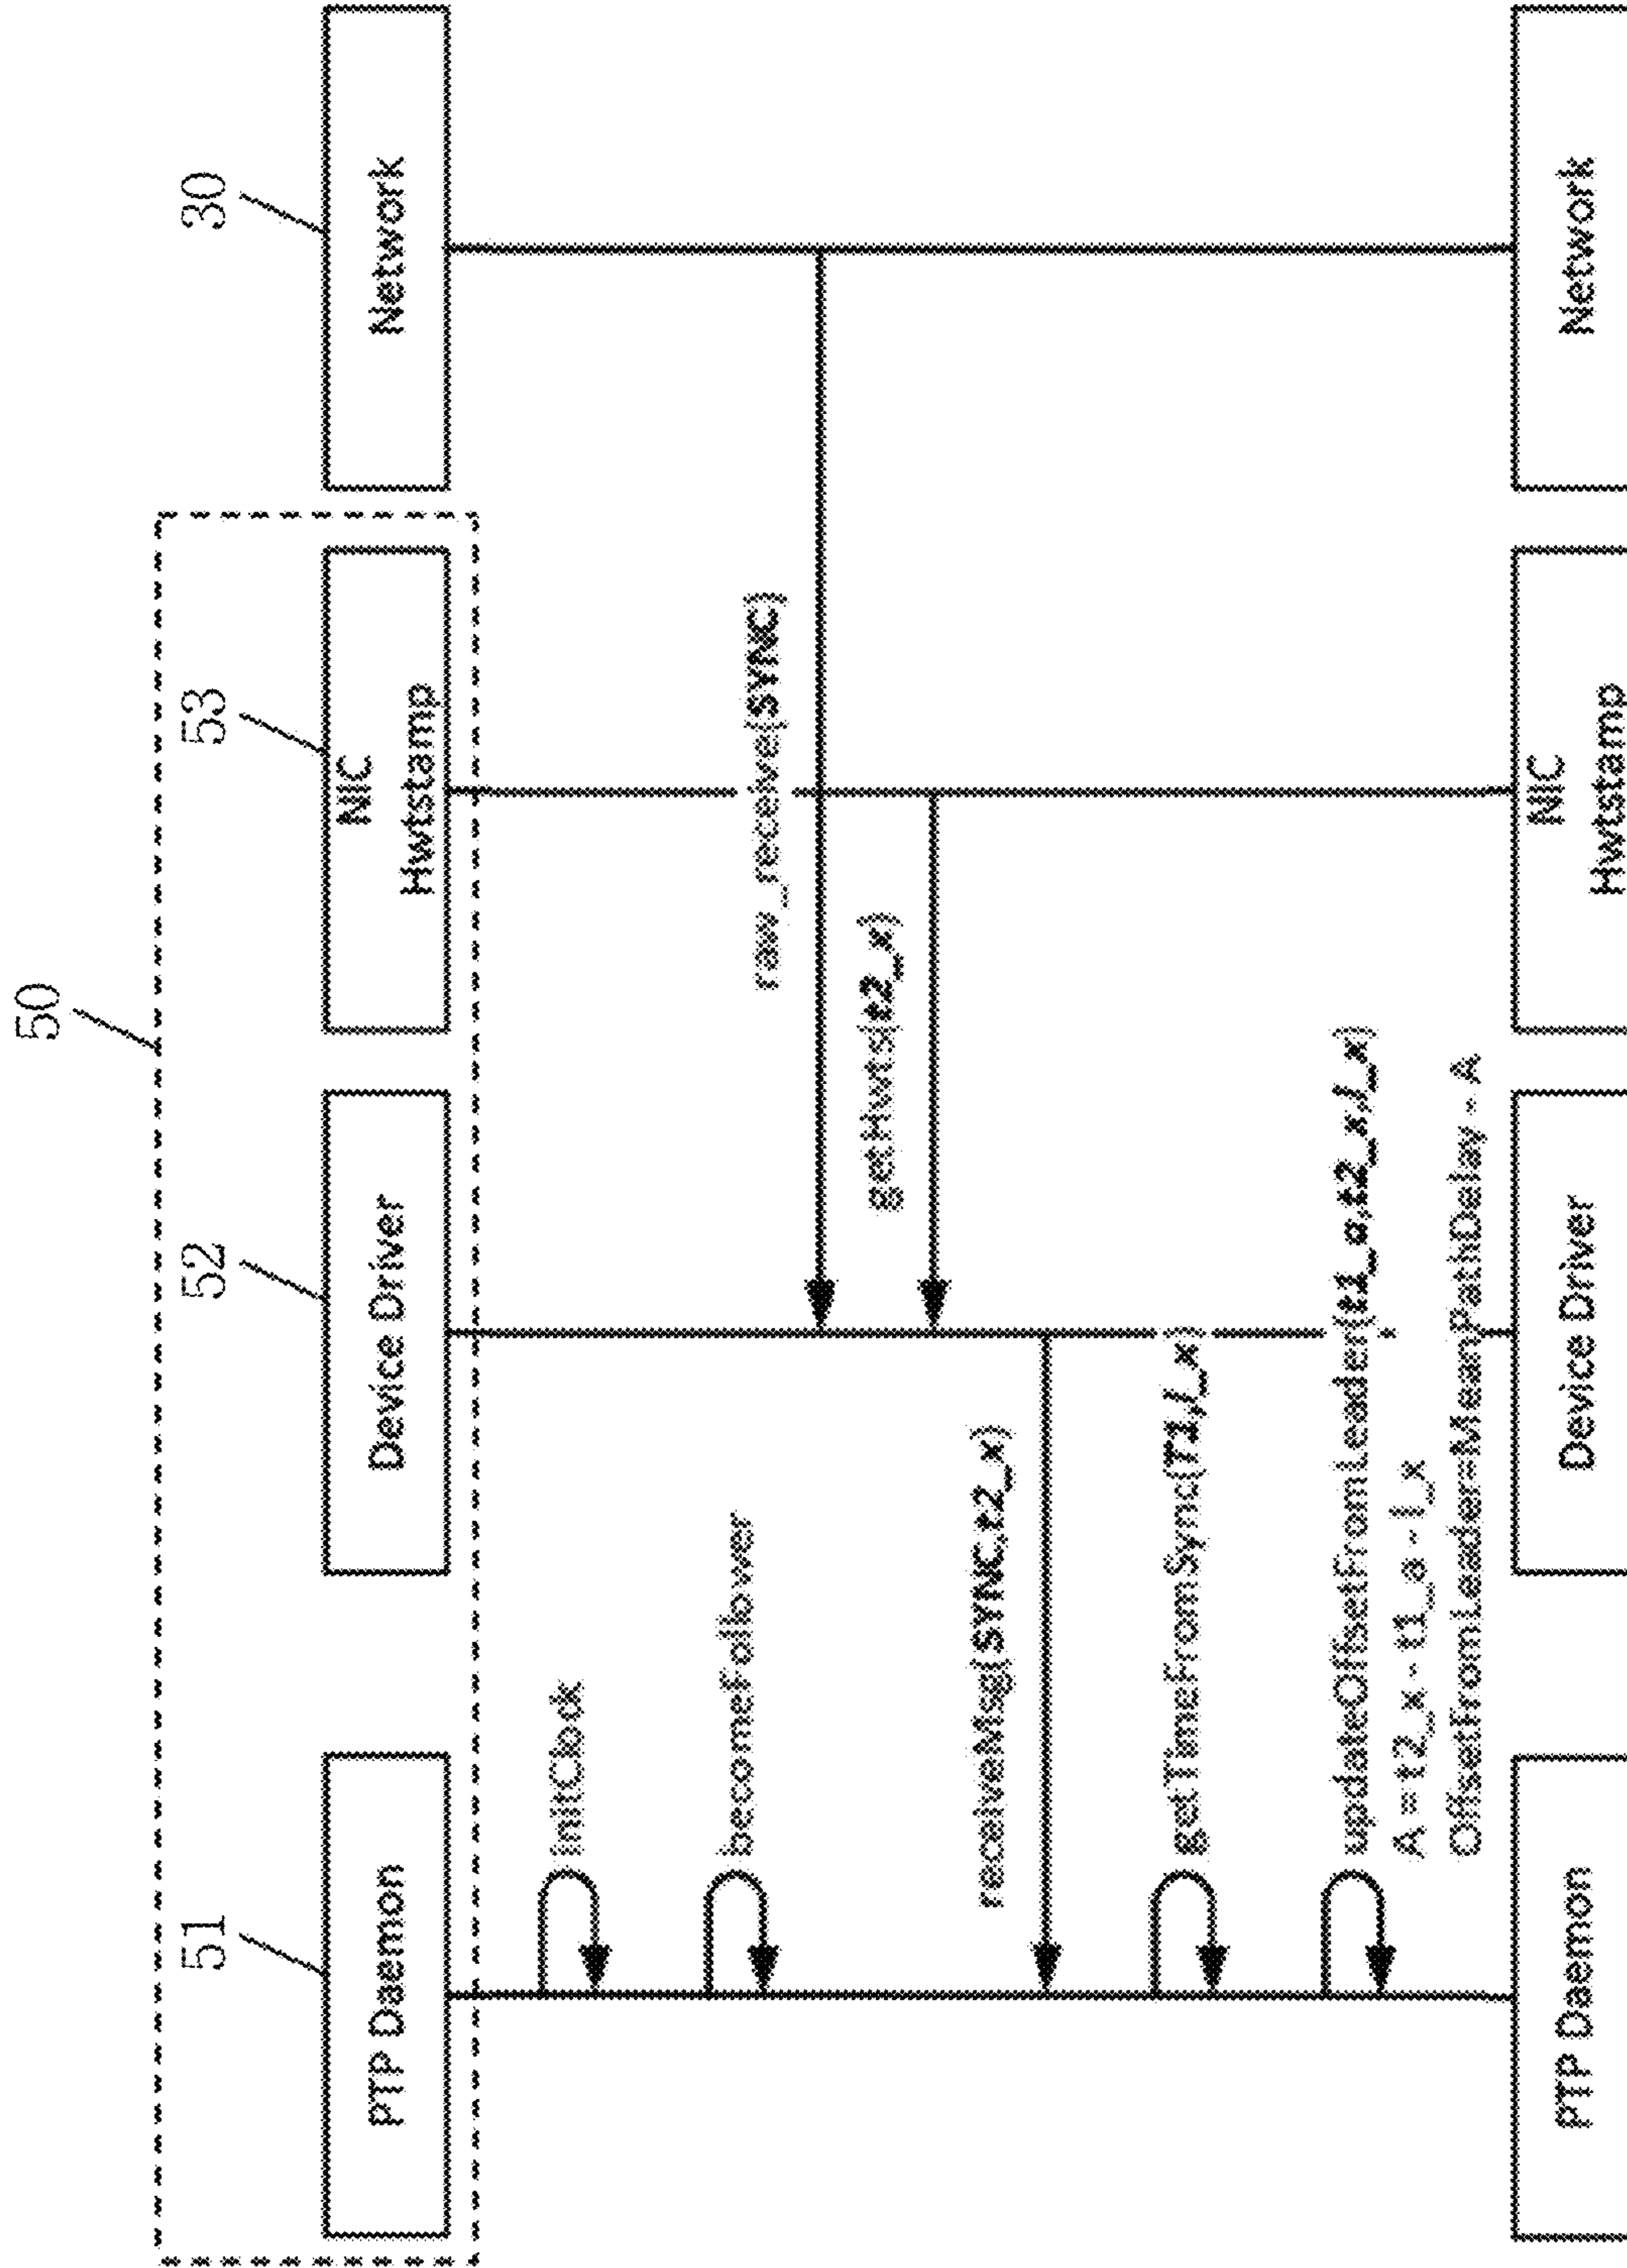 50
51
52
53
30
PTP Daemon
Device Driver
NIC
Hwtstamp
Network
initClock
becomeFollower
raw_receive(SYNC)
getHwts(t2_x)
receiveMsg(SYNC,t2_x)
getTimeFromSync(T1,l_x)
updateOffsetFromLeader(t1_a,t2_x,l_x)
A = t2_x - t1_a - l_x
OffsetFromLeader=MeanPathDelay - A
PTP Daemon
Device Driver
NIC
Hwtstamp
Network